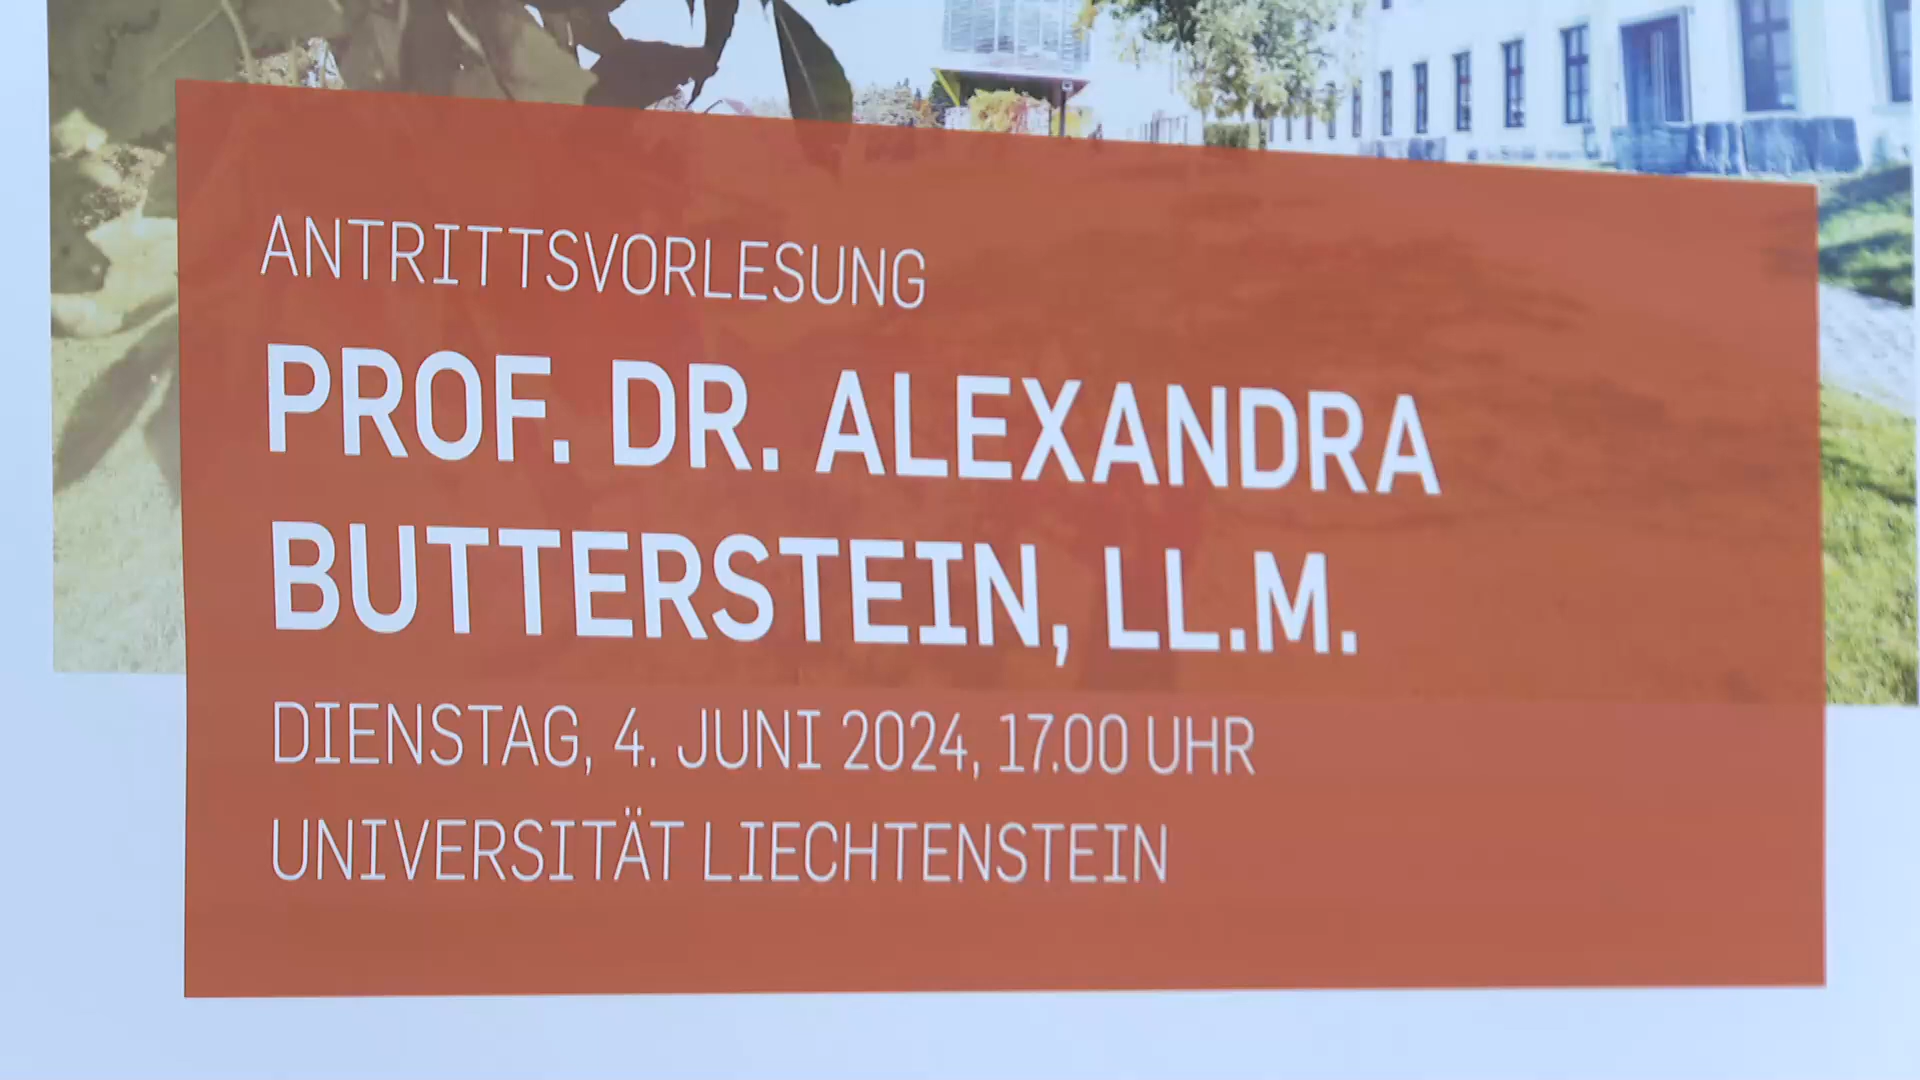 ANTRITTSVORLESUNG
PROF. DR. ALEXANDRA
BUTTERSTEIN, LL.M.
DIENSTAG, 4. JUNI 2024, 17.00 UHR
UNIVERSITÄT LIECHTENSTEIN